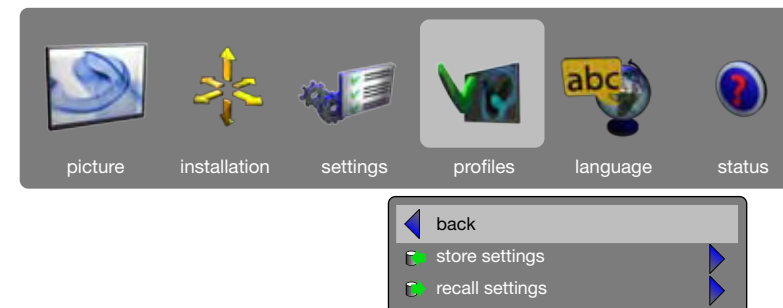 abc
picture installation settings profiles language status
back
store settings
recall settings